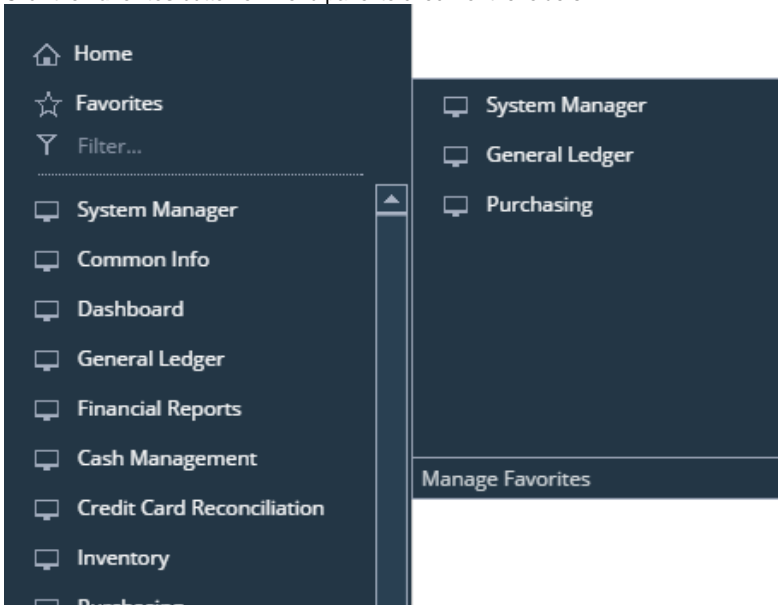 Home
Favorites
Filter...
System Manager
Common Info
Dashboard
General Ledger
Financial Reports
Cash Management
Credit Card Reconciliation
Inventory
System Manager
General Ledger
Purchasing
Manage Favorites